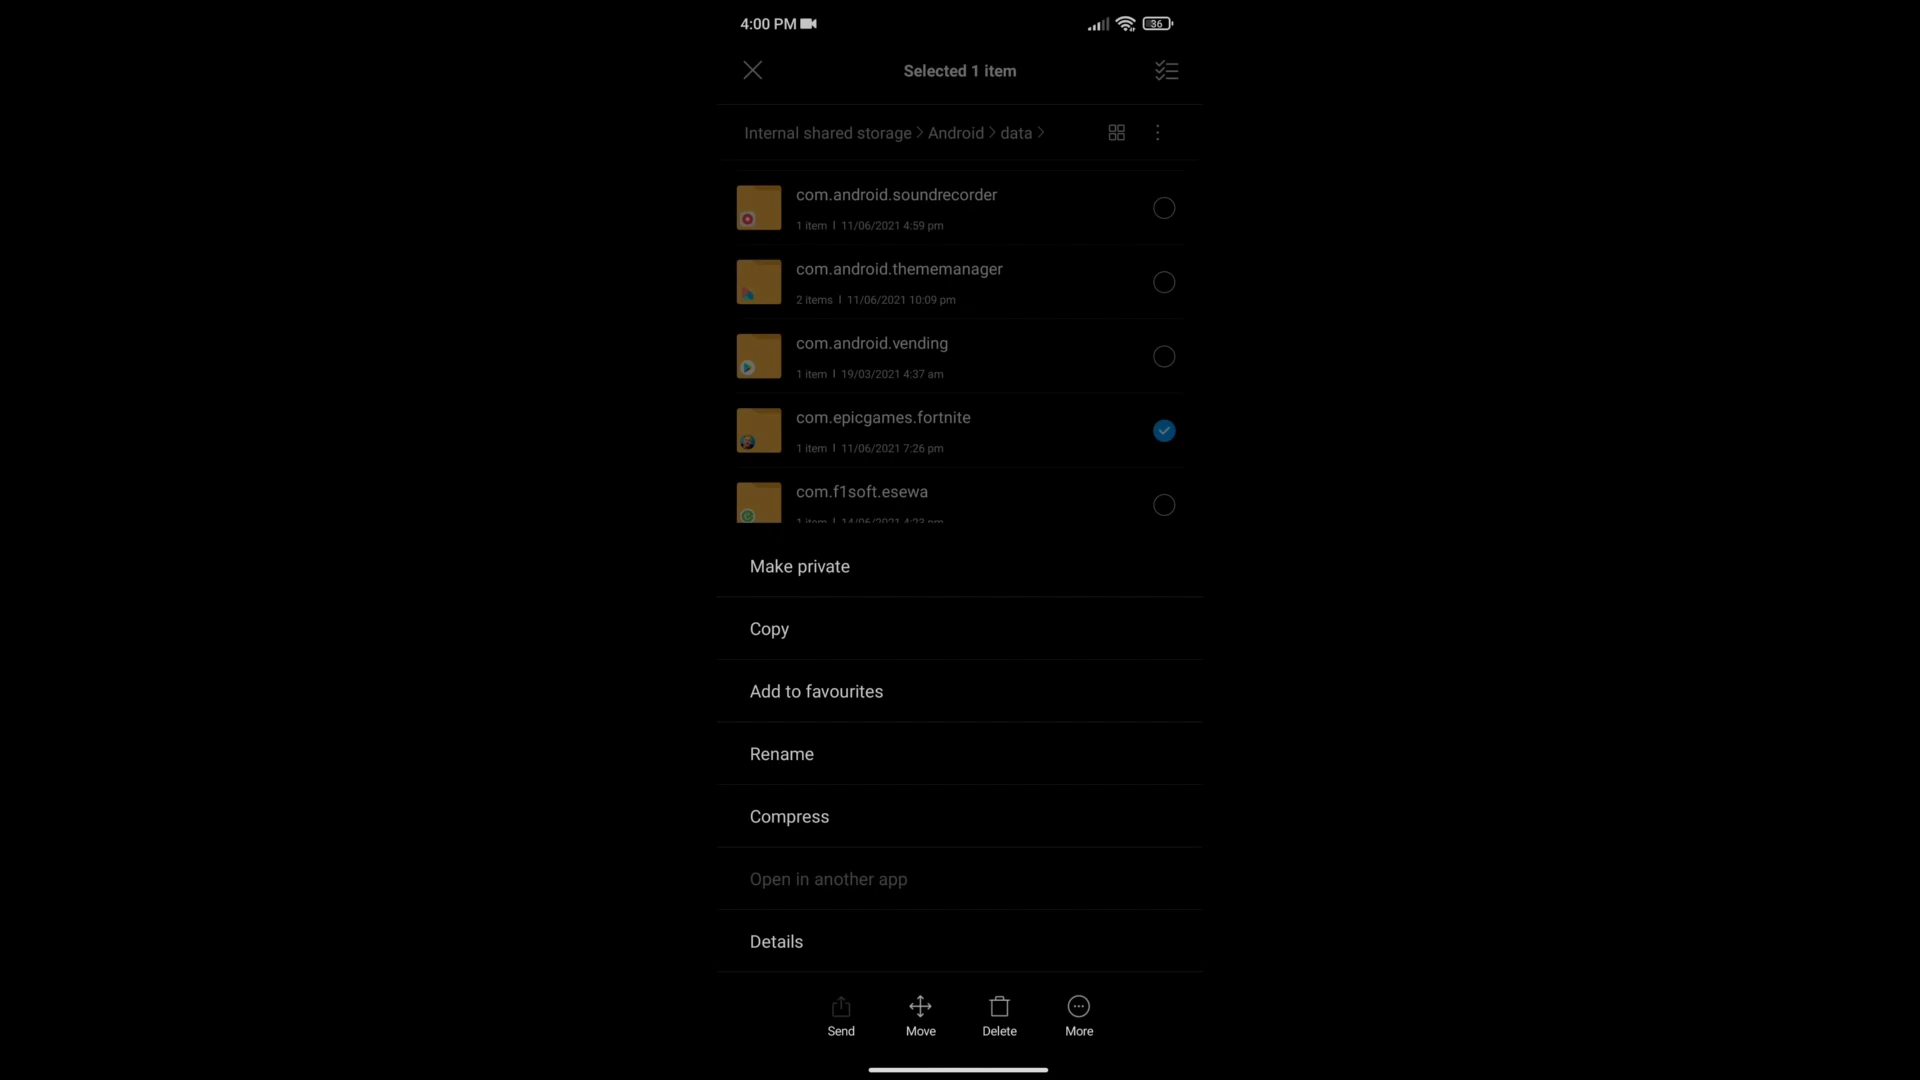 4:00 PM
36
Selected 1 item
Internal shared storage > Android > data >
com.android.soundrecorder
1 item | 11/06/2021 4:59 pm
com.android.thememanager
2 items | 11/06/2021 10:09 pm
com.android.vending
1 item | 19/03/2021 4:37 am
com.epicgames.fortnite
1 item | 11/06/2021 7:26 pm
com.f1soft.esewa
1 item | 14/06/2021 4:23 pm
Make private
Copy
Add to favourites
Rename
Compress
Open in another app
Details
Send Move Delete More